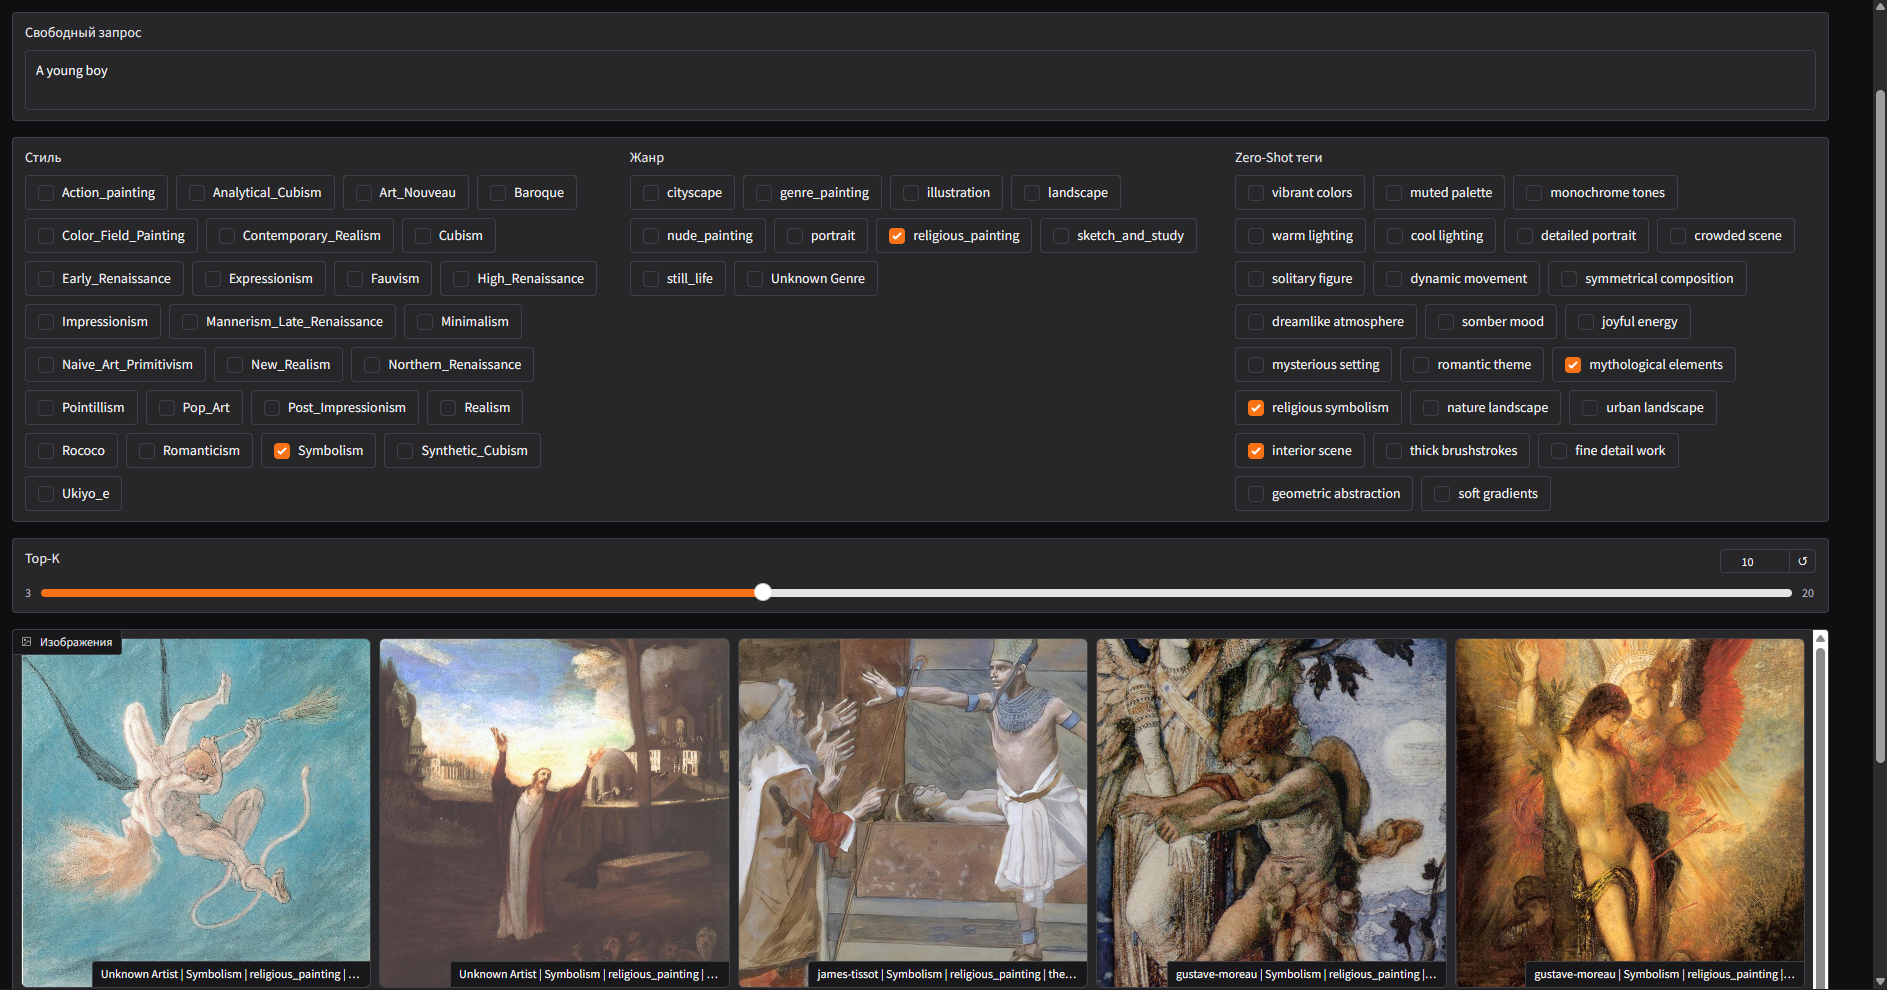 Свободный запрос
A young boy
Стиль
Action_painting Analytical_Cubism Art_Nouveau Baroque
Color_Field_Painting Contemporary_Realism Cubism
Early_Renaissance Expressionism Fauvism High_Renaissance
Impressionism Mannerism_Late_Renaissance Minimalism
Naive_Art_Primitivism New_Realism Northern_Renaissance
Pointillism Pop_Art Post_Impressionism Realism
Rococo Romanticism Symbolism Synthetic_Cubism
Ukiyo_e
Жанр
cityscape genre_painting illustration landscape
nude_painting portrait religious_painting sketch_and_study
still_life Unknown Genre
Zero-Shot теги
vibrant colors muted palette monochrome tones
warm lighting cool lighting detailed portrait crowded scene
solitary figure dynamic movement symmetrical composition
dreamlike atmosphere somber mood joyful energy
mysterious setting romantic theme mythological elements
religious symbolism nature landscape urban landscape
interior scene thick brushstrokes fine detail work
geometric abstraction soft gradients
Top-K
10
3
20
Изображения
Unknown Artist | Symbolism | religious_painting | ...
Unknown Artist | Symbolism | religious_painting | ...
james-tissot | Symbolism | religious_painting | the...
gustave-moreau | Symbolism | religious_painting |...
gustave-moreau | Symbolism | religious_painting |...